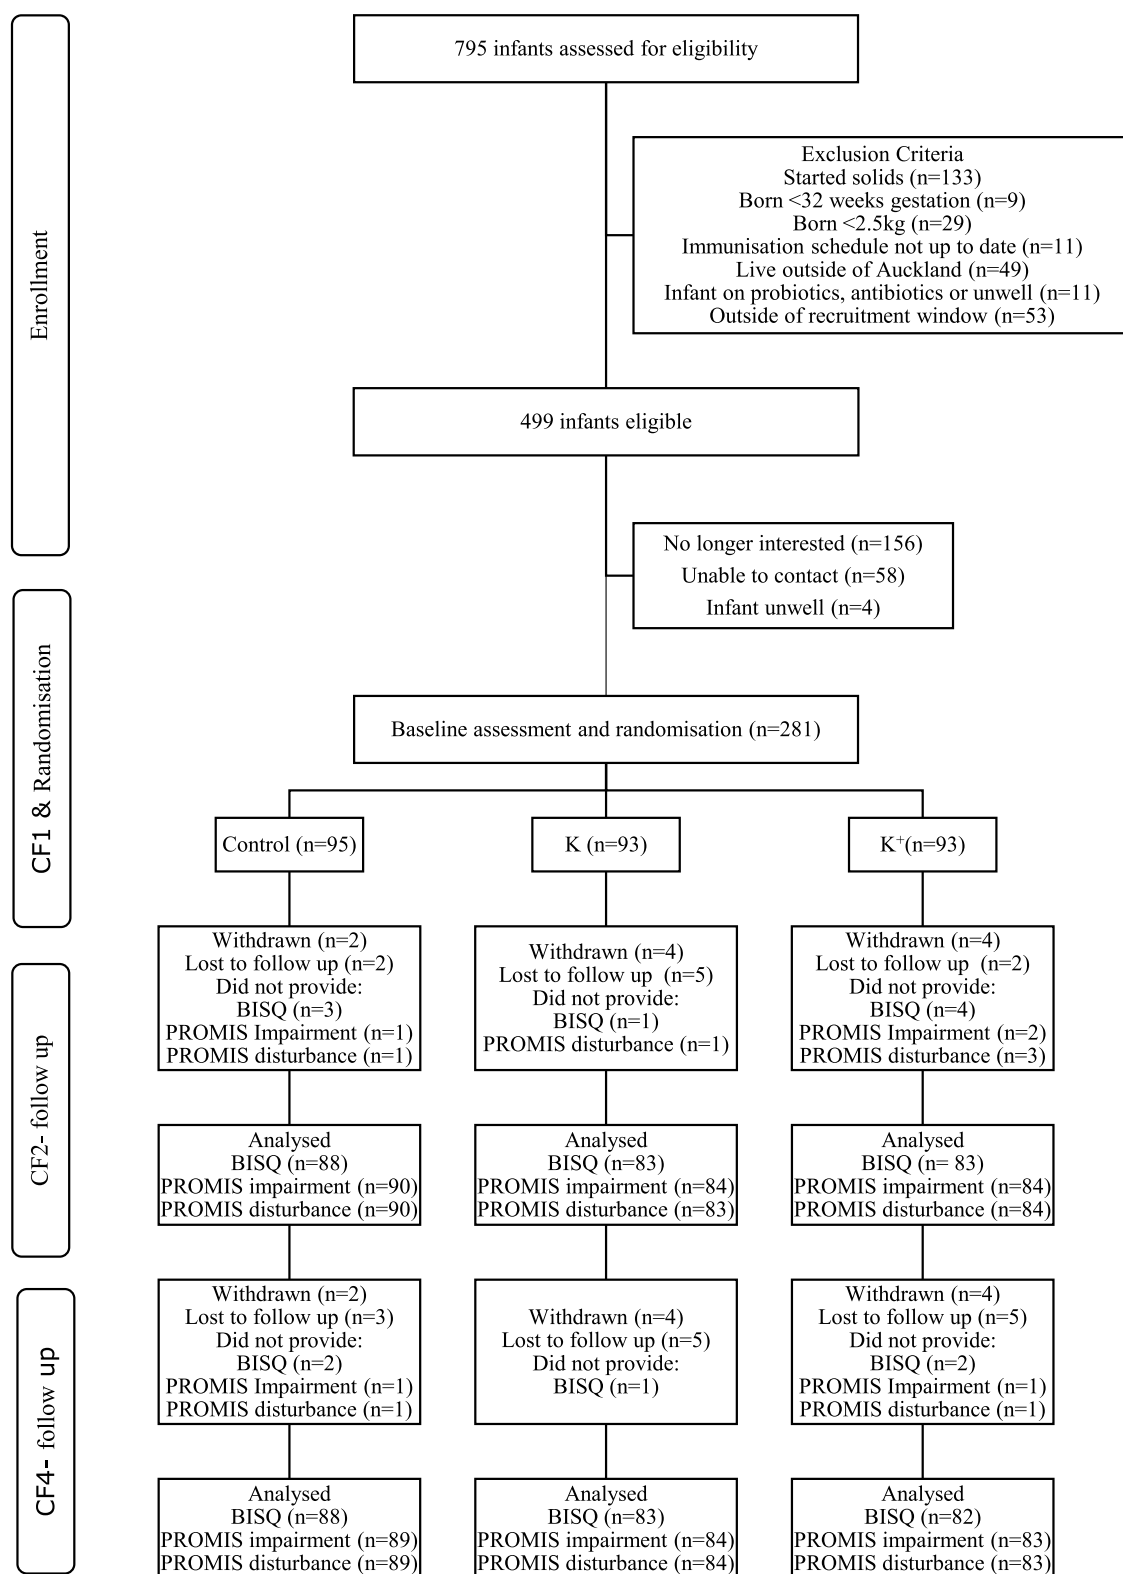 795 infants assessed for eligibility
Exclusion Criteria
Started solids (n=133)
Born <32 weeks gestation (n=9)
Born <2.5kg (n=29)
Immunisation schedule not up to date (n=11)
Live outside of Auckland (n=49)
Infant on probiotics, antibiotics or unwell (n=11)
Outside of recruitment window (n=53)
Enrollment
499 infants eligible
No longer interested (n=156)
Unable to contact (n=58)
Infant unwell (n=4)
CF1 & Randomisation
Baseline assessment and randomisation (n=281)
Control (n=95)
K (n=93)
K⁺(n=93)
Withdrawn (n=2)
Lost to follow up (n=2)
Did not provide:
BISQ (n=3)
PROMIS Impairment (n=1)
PROMIS disturbance (n=1)
Withdrawn (n=4)
Lost to follow up (n=5)
Did not provide:
BISQ (n=1)
PROMIS disturbance (n=1)
Withdrawn (n=4)
Lost to follow up (n=2)
Did not provide:
BISQ (n=4)
PROMIS Impairment (n=2)
PROMIS disturbance (n=3)
CF2- follow up
Analysed
BISQ (n=88)
PROMIS impairment (n=90)
PROMIS disturbance (n=90)
Analysed
BISQ (n=83)
PROMIS impairment (n=84)
PROMIS disturbance (n=83)
Analysed
BISQ (n= 83)
PROMIS impairment (n=84)
PROMIS disturbance (n=84)
CF4- follow up
Withdrawn (n=2)
Lost to follow up (n=3)
Did not provide:
BISQ (n=2)
PROMIS Impairment (n=1)
PROMIS disturbance (n=1)
Withdrawn (n=4)
Lost to follow up (n=5)
Did not provide:
BISQ (n=1)
Withdrawn (n=4)
Lost to follow up (n=5)
Did not provide:
BISQ (n=2)
PROMIS Impairment (n=1)
PROMIS disturbance (n=1)
Analysed
BISQ (n=88)
PROMIS impairment (n=89)
PROMIS disturbance (n=89)
Analysed
BISQ (n=83)
PROMIS impairment (n=84)
PROMIS disturbance (n=84)
Analysed
BISQ (n=82)
PROMIS impairment (n=83)
PROMIS disturbance (n=83)